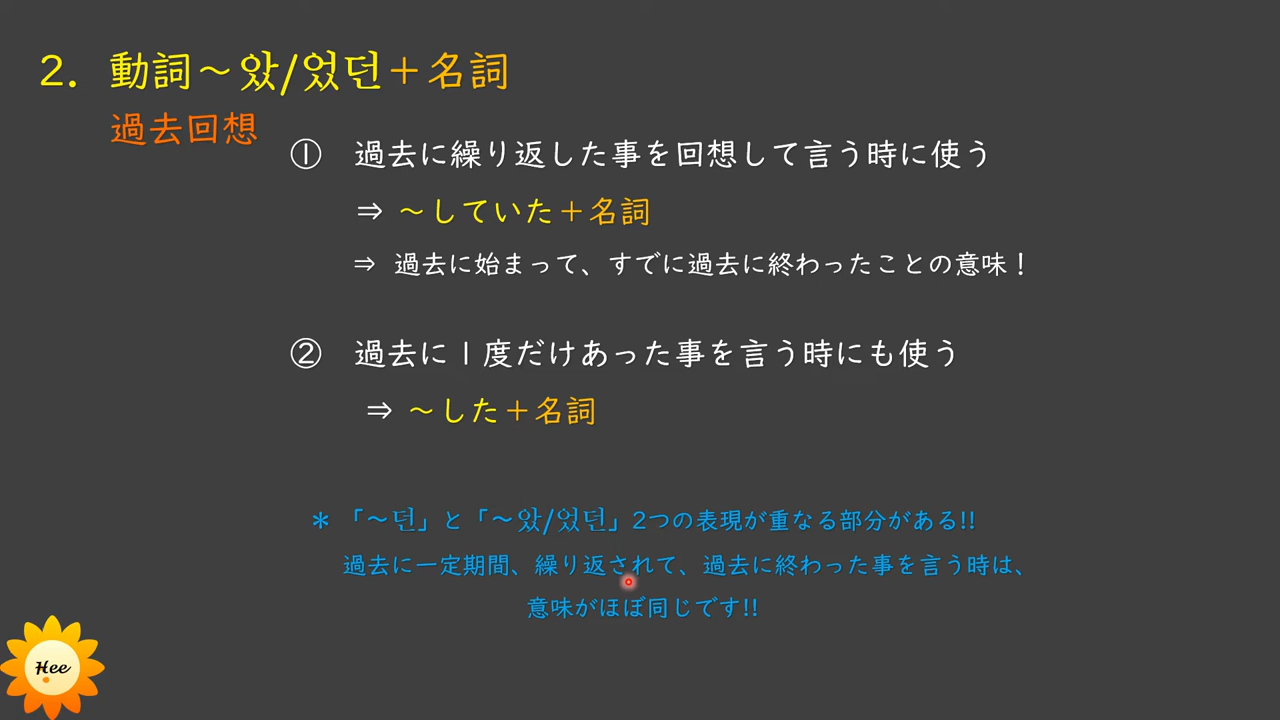 2. 動詞～았/었던＋名詞
過去回想
① 過去に繰り返した事を回想して言う時に使う
⇒ ～していた＋名詞
⇒ 過去に始まって、すでに過去に終わったことの意味！
② 過去に１度だけあった事を言う時にも使う
⇒ ～した＋名詞
＊「～던」と「～았/었던」2つの表現が重なる部分がある!!
過去に一定期間、繰り返されて、過去に終わった事を言う時は、
意味がほぼ同じです!!
Hee